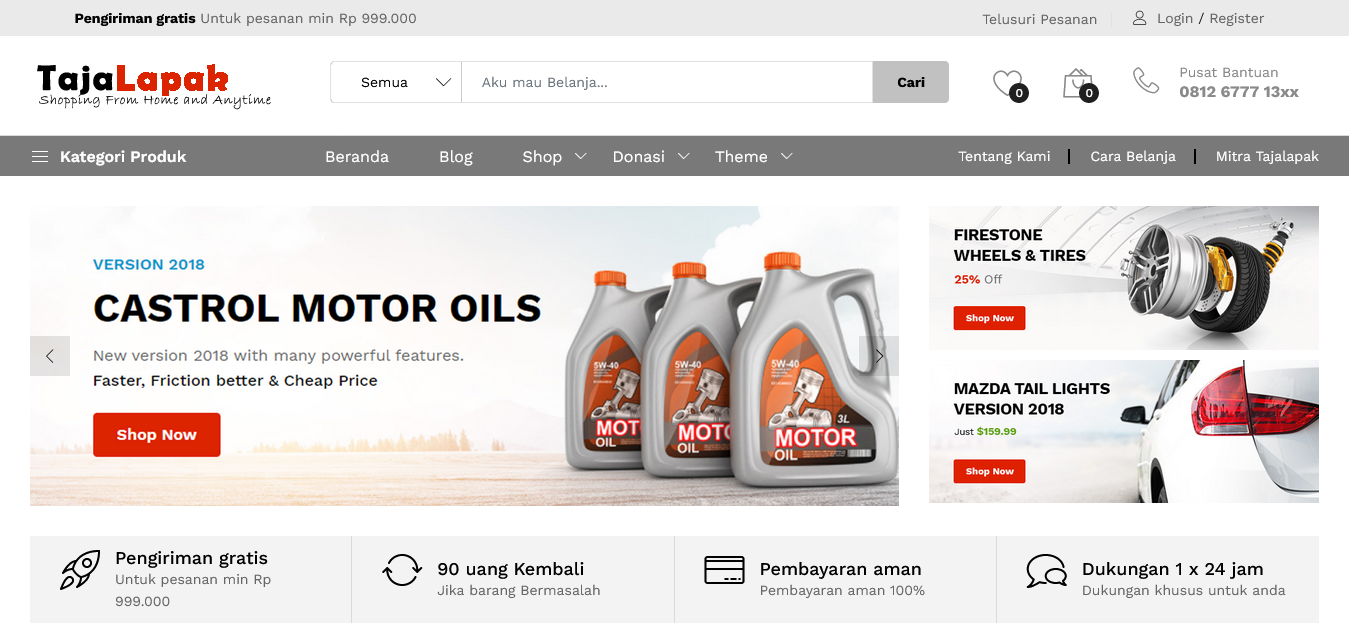 Pengiriman gratis Untuk pesanan min Rp 999.000
Telusuri Pesanan
Login / Register
TajaLapak
Shopping From Home and Anytime
Semua
Aku mau Belanja...
Cari
0
0
Pusat Bantuan
0812 6777 13xx
Kategori Produk
Beranda
Blog
Shop
Donasi
Theme
Tentang Kami
Cara Belanja
Mitra Tajalapak
VERSION 2018
CASTROL MOTOR OILS
New version 2018 with many powerful features.
Faster, Friction better & Cheap Price
Shop Now
5W-40
MOT
OIL
5W-40
MOTO
OIL
5W-40
3L
MOTOR
OIL
FIRESTONE
WHEELS & TIRES
25% Off
Shop Now
MAZDA TAIL LIGHTS
VERSION 2018
Just $159.99
Shop Now
Pengiriman gratis
Untuk pesanan min Rp
999.000
90 uang Kembali
Jika barang Bermasalah
Pembayaran aman
Pembayaran aman 100%
Dukungan 1 x 24 jam
Dukungan khusus untuk anda